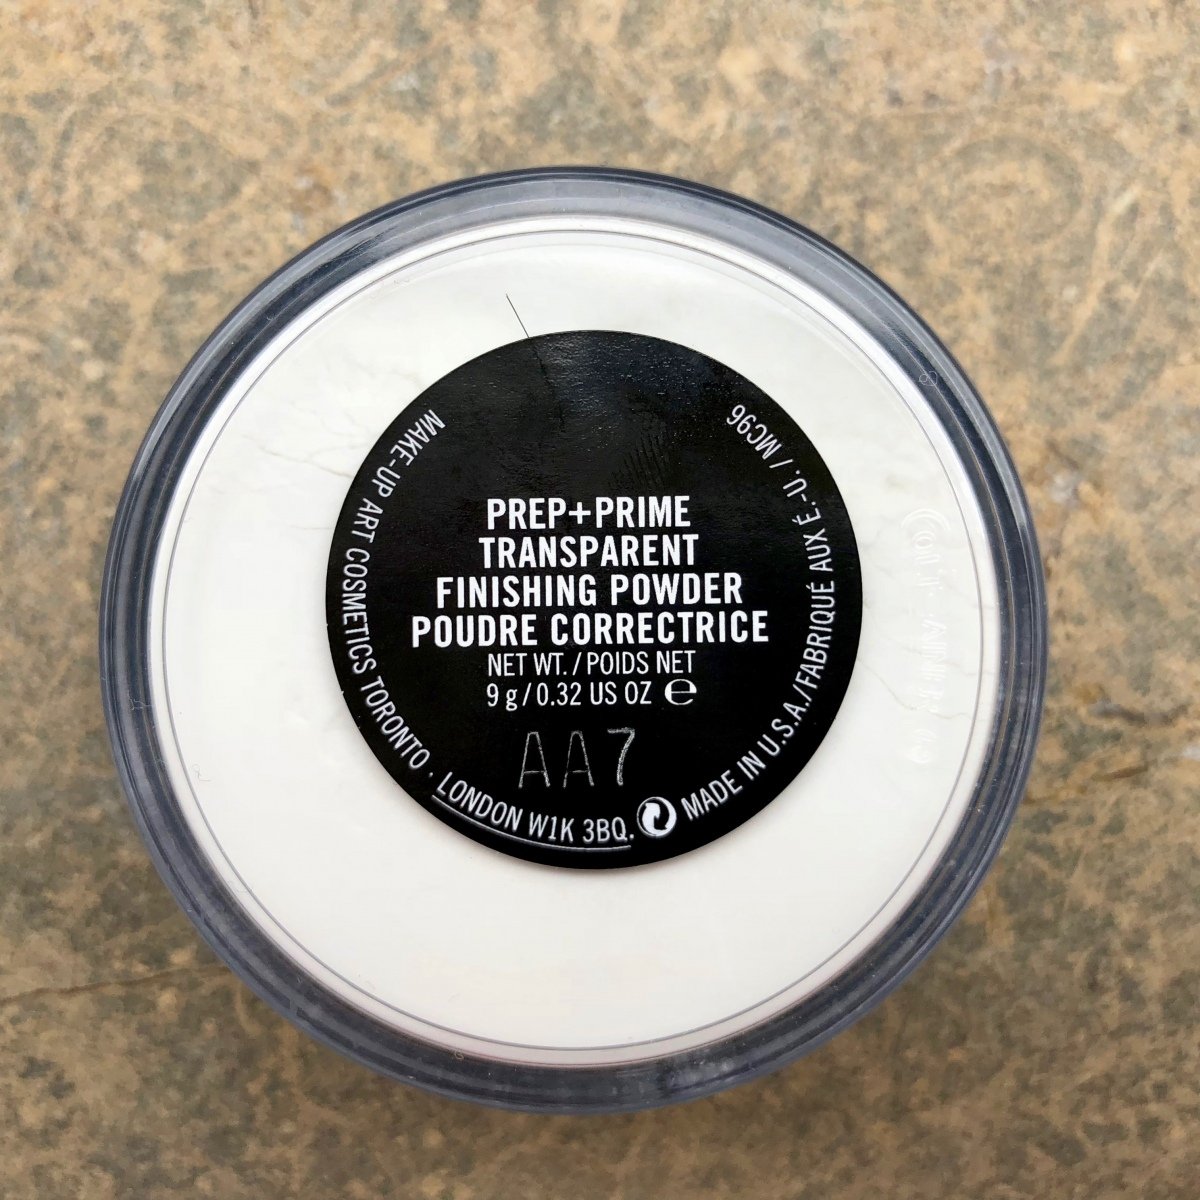 PREP+PRIME
TRANSPARENT
FINISHING POWDER
POUDRE CORRECTRICE
NET WT. / POIDS NET
9 g / 0.32 US OZ ℮
AA7
MAKE-UP ART COSMETICS TORONTO · LONDON W1K 3BQ.
MADE IN U.S.A./FABRIQUÉ AUX É.-U. / MC96